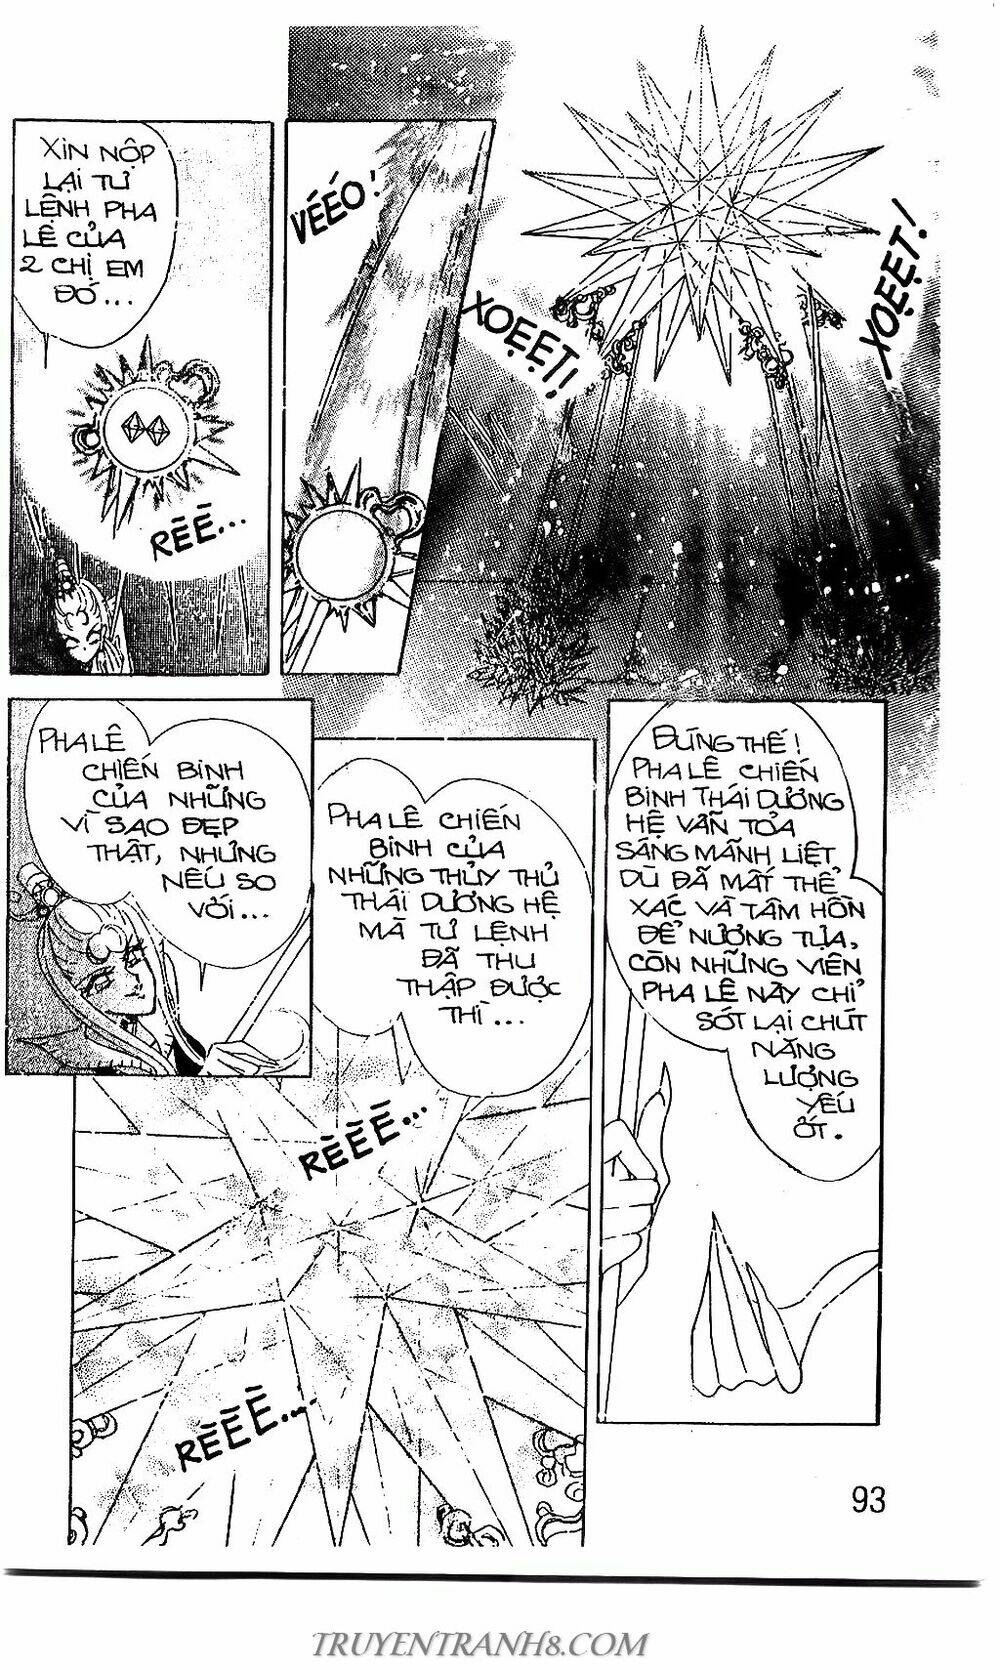 XIN NỘP
LẠI TƯ
LỆNH PHA
LÊ CỦA
2 CHỊ EM
ĐÓ...
RÈÈ...
VÉÉO!
XOẸẸT!
XOẸẸT!
PHA LÊ
CHIẾN BINH
CỦA NHỮNG
VÌ SAO ĐẸP
THẬT, NHƯNG
NẾU SO
VỚI...
PHA LÊ CHIẾN
BINH CỦA
NHỮNG THỦY THỦ
THÁI DƯƠNG HỆ
MÀ TƯ LỆNH
ĐÃ THU
THẬP ĐƯỢC
THÌ...
ĐÚNG THẾ!
PHA LÊ CHIẾN
BINH THÁI DƯƠNG
HỆ VẪN TỎA
SÁNG MÃNH LIỆT
DÙ ĐÃ MẤT THỂ
XÁC VÀ TÂM HỒN
ĐỂ NƯƠNG TỰA,
CÒN NHỮNG VIÊN
PHA LÊ NÀY CHỈ
SÓT LẠI CHÚT
NĂNG
LƯỢNG
YẾU
ỚT.
RÈÈÈ...
RÈÈÈ...
93
TRUYENTRANH8.COM